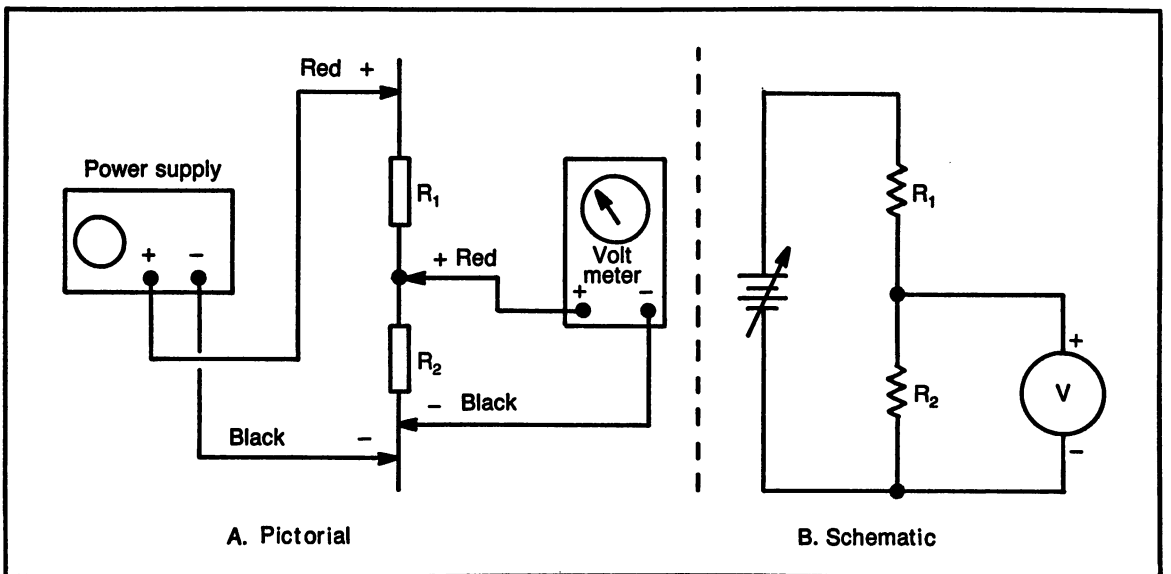 Red +
Power supply
+ −
R₁
+ Red
Volt
meter
+ −
R₂
− Black
Black −
A. Pictorial
R₁
R₂
+
V
−
B. Schematic